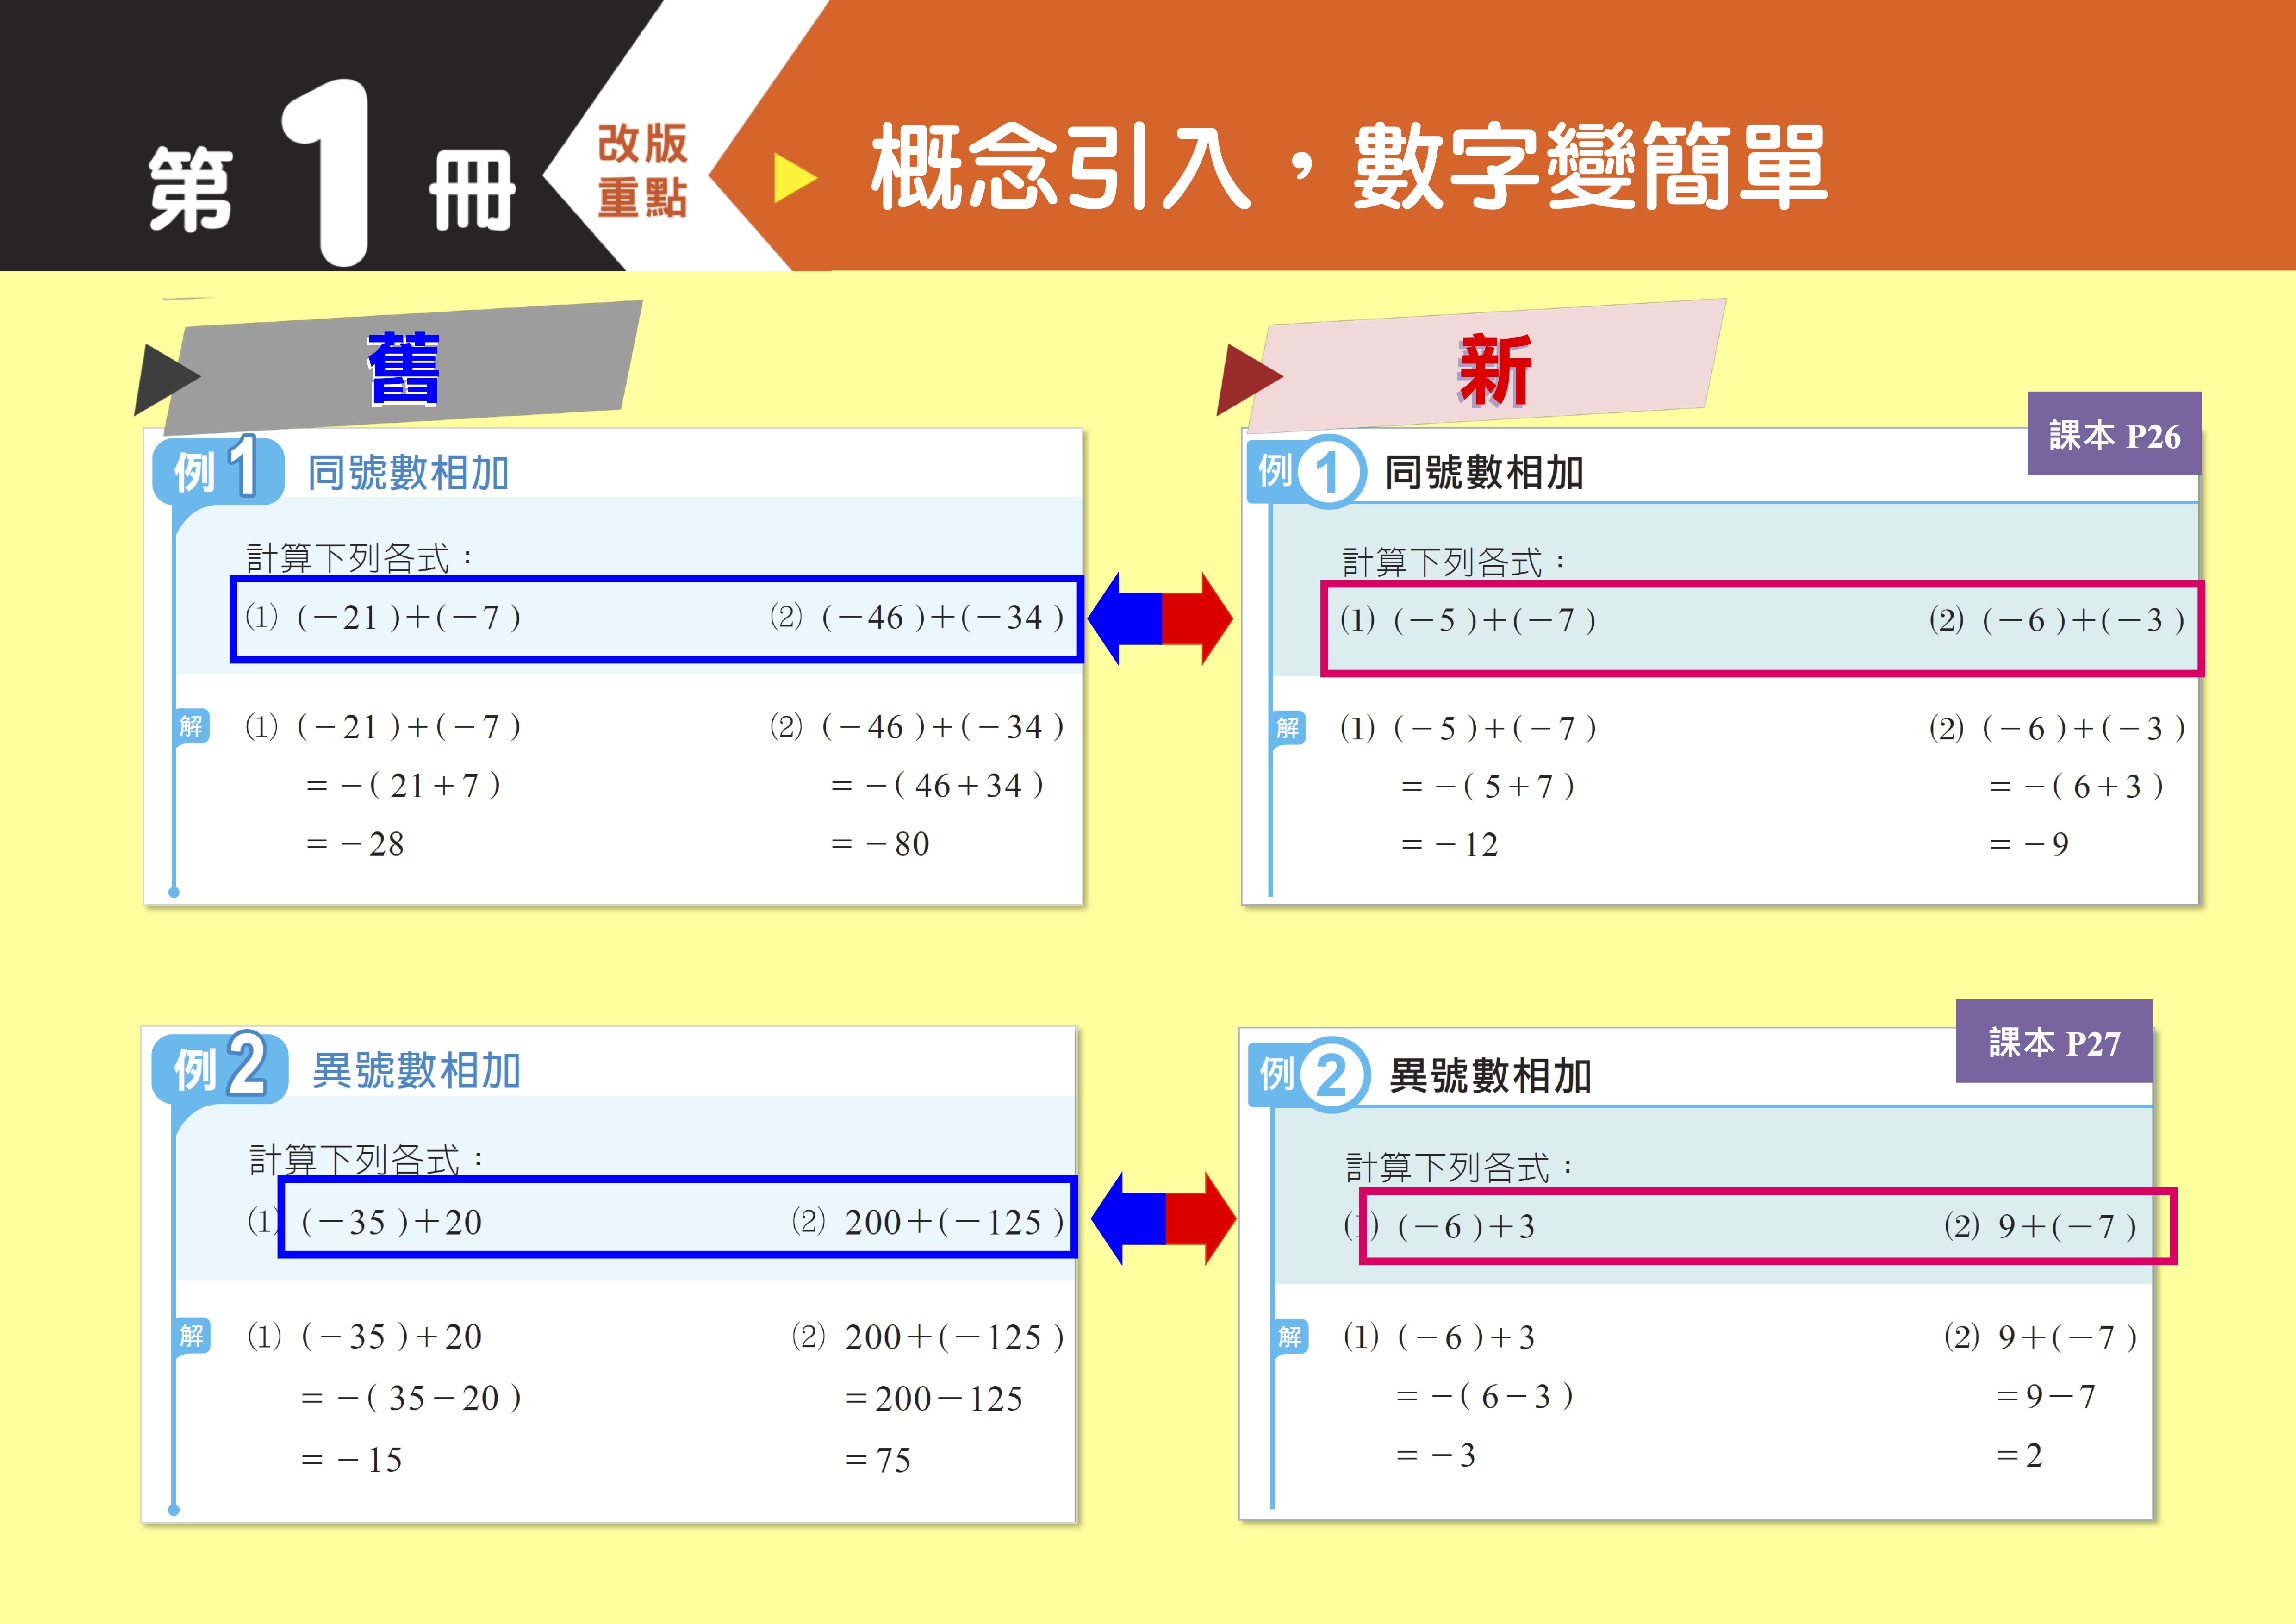 第1冊
改版
重點
概念引入，數字變簡單
舊
例1 同號數相加
計算下列各式：
⑴ (－21)＋(－7) ⑵ (－46)＋(－34)
解 ⑴ (－21)＋(－7) ⑵ (－46)＋(－34)
＝－(21＋7) ＝－(46＋34)
＝－28 ＝－80
新
課本 P26
例1 同號數相加
計算下列各式：
⑴ (－5)＋(－7) ⑵ (－6)＋(－3)
解 ⑴ (－5)＋(－7) ⑵ (－6)＋(－3)
＝－(5＋7) ＝－(6＋3)
＝－12 ＝－9
例2 異號數相加
計算下列各式：
⑴ (－35)＋20 ⑵ 200＋(－125)
解 ⑴ (－35)＋20 ⑵ 200＋(－125)
＝－(35－20) ＝200－125
＝－15 ＝75
課本 P27
例2 異號數相加
計算下列各式：
⑴ (－6)＋3 ⑵ 9＋(－7)
解 ⑴ (－6)＋3 ⑵ 9＋(－7)
＝－(6－3) ＝9－7
＝－3 ＝2